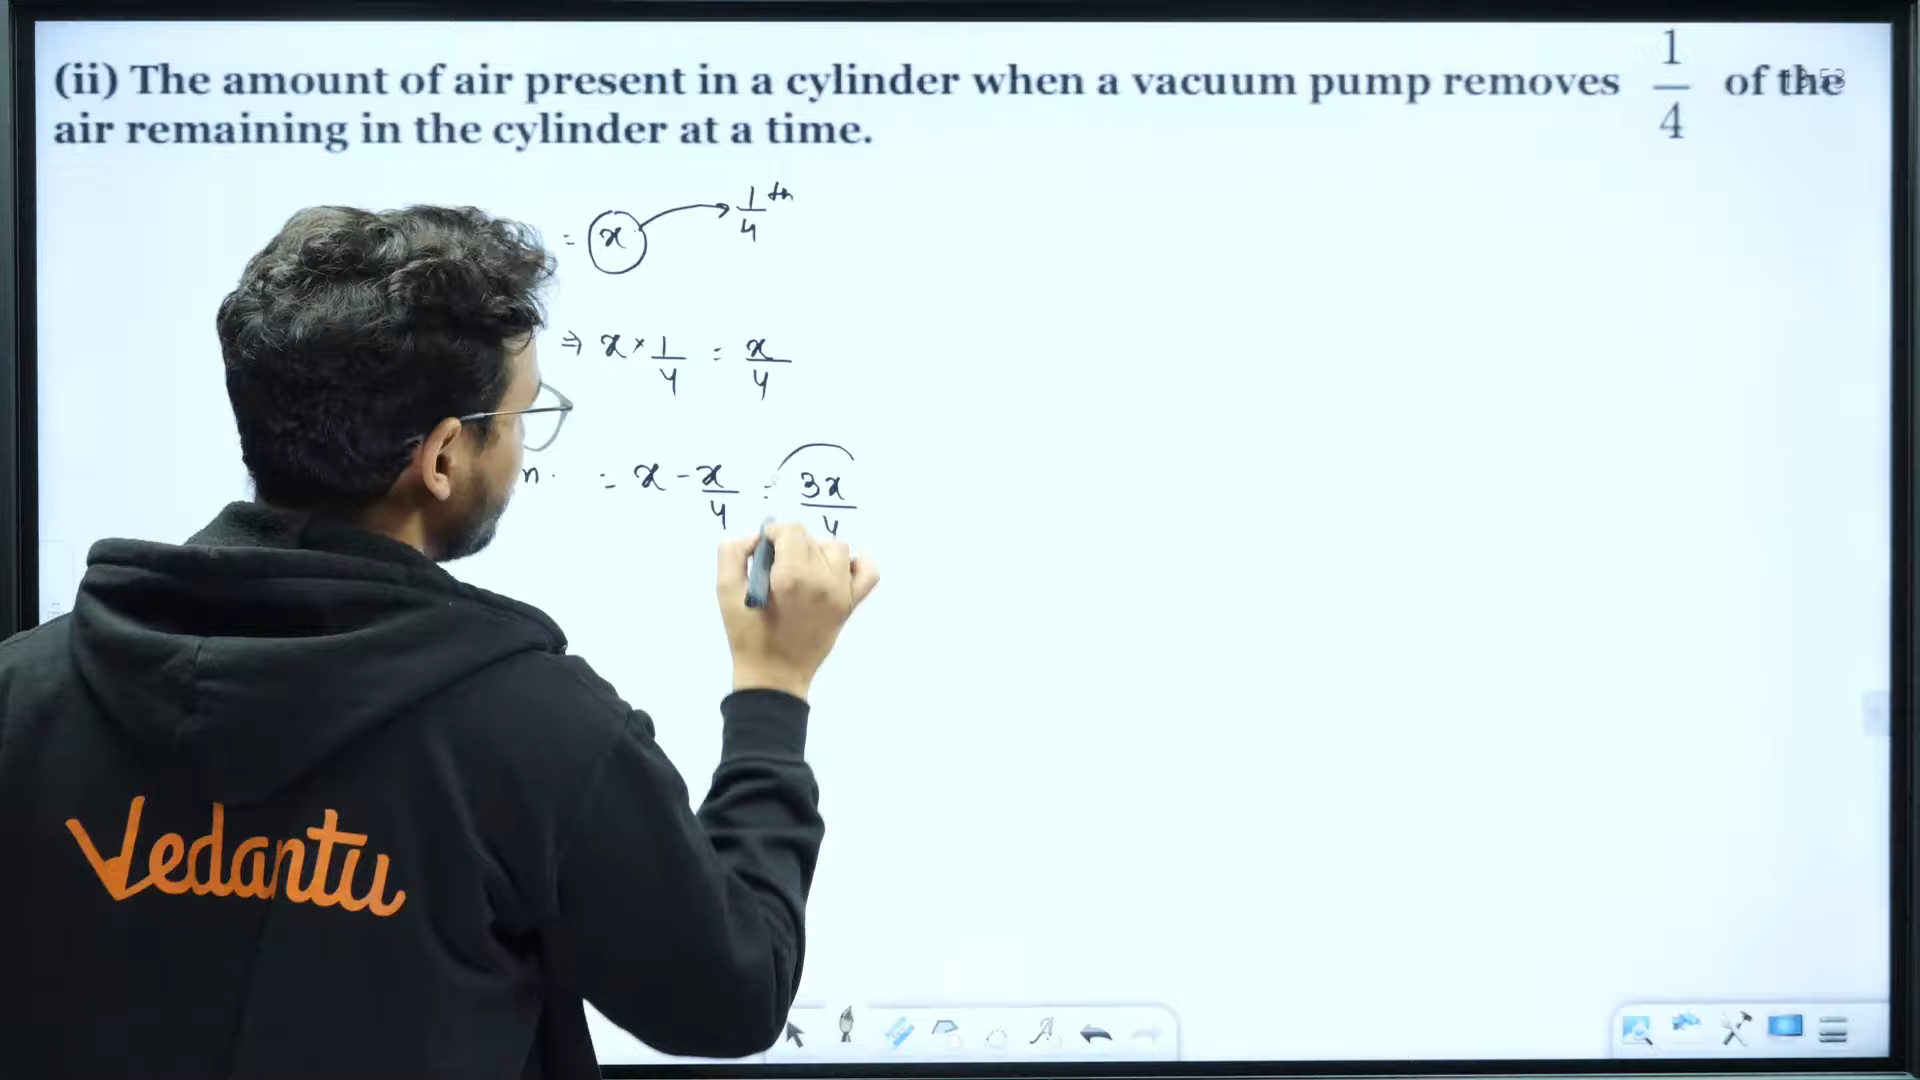 (ii) The amount of air present in a cylinder when a vacuum pump removes 1/4 of the
air remaining in the cylinder at a time.
= x → 1/4 th
⇒ x × 1/4 = x/4
n. = x - x/4 = 3x/4
Vedantu